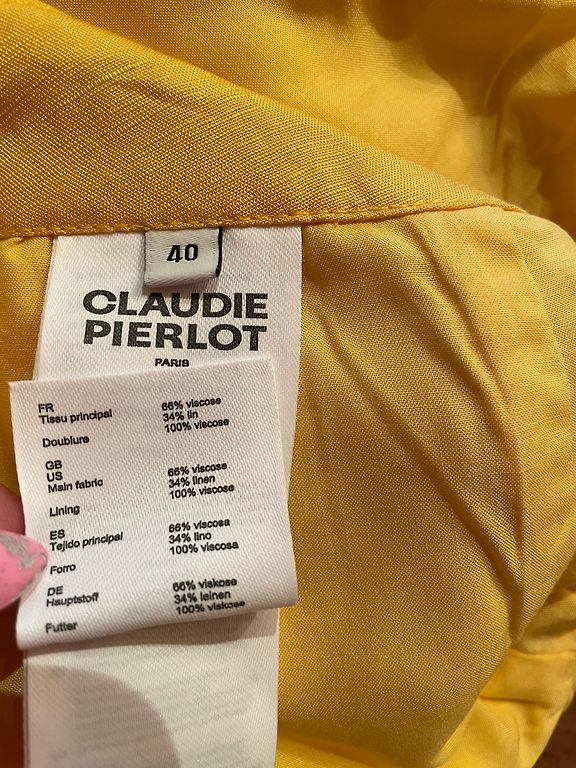 40
CLAUDIE
PIERLOT
PARIS
FR
Tissu principal 66% viscose
34% lin
Doublure 100% viscose
GB
US
Main fabric 66% viscose
34% linen
Lining 100% viscose
ES
Tejido principal 66% viscosa
34% lino
Forro 100% viscosa
DE
Hauptstoff 66% viskose
34% leinen
Futter 100% viskose